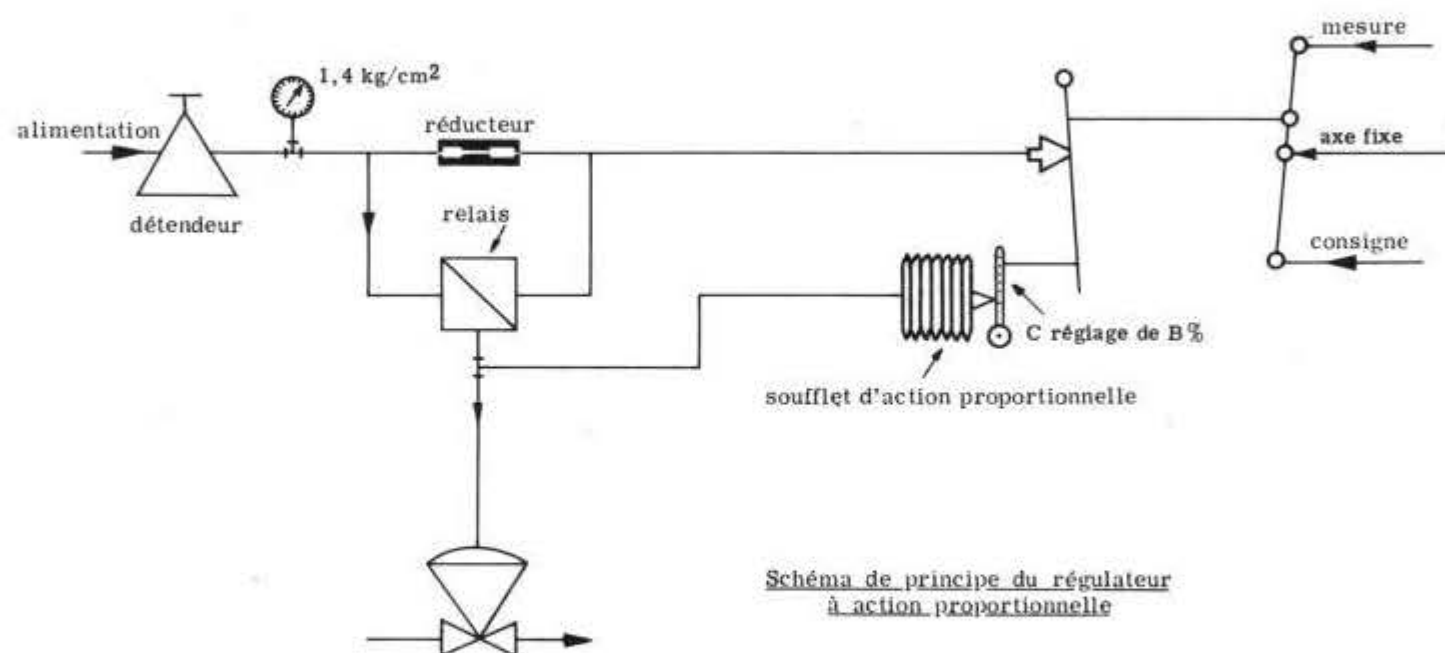 mesure
1,4 kg/cm²
alimentation
réducteur
axe fixe
détendeur
relais
consigne
C réglage de B%
soufflet d'action proportionnelle
Schéma de principe du régulateur
à action proportionnelle